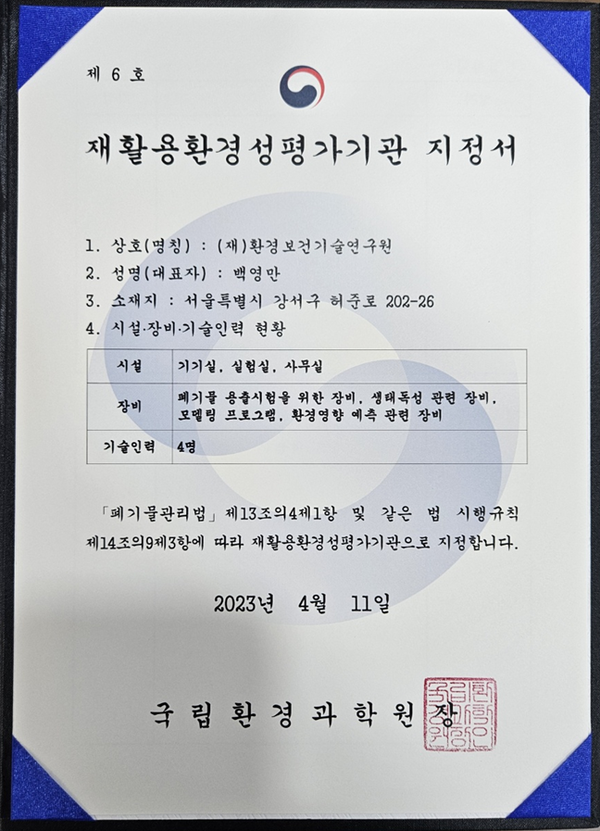 제 6 호
재활용환경성평가기관 지정서
1. 상호(명칭) : (재)환경보건기술연구원
2. 성명(대표자) : 백영만
3. 소재지 : 서울특별시 강서구 허준로 202-26
4. 시설·장비·기술인력 현황
시설 기기실, 실험실, 사무실
장비 폐기물 용출시험을 위한 장비, 생태독성 관련 장비,
모델링 프로그램, 환경영향 예측 관련 장비
기술인력 4명
「폐기물관리법」제13조의4제1항 및 같은 법 시행규칙
제14조의9제3항에 따라 재활용환경성평가기관으로 지정합니다.
2023년 4월 11일
국립환경과학원장